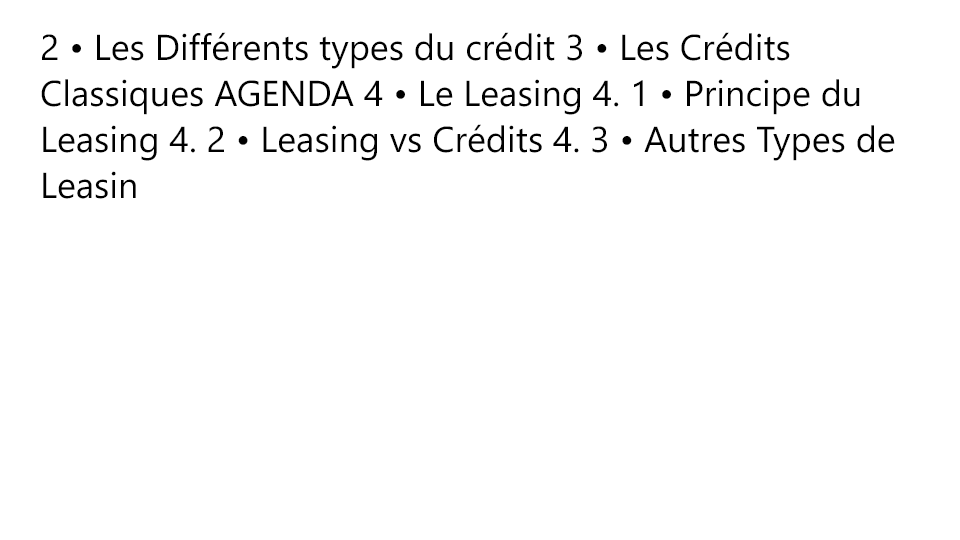 2 • Les Différents types du crédit 3 • Les Crédits
Classiques AGENDA 4 • Le Leasing 4. 1 • Principe du
Leasing 4. 2 • Leasing vs Crédits 4. 3 • Autres Types de
Leasin